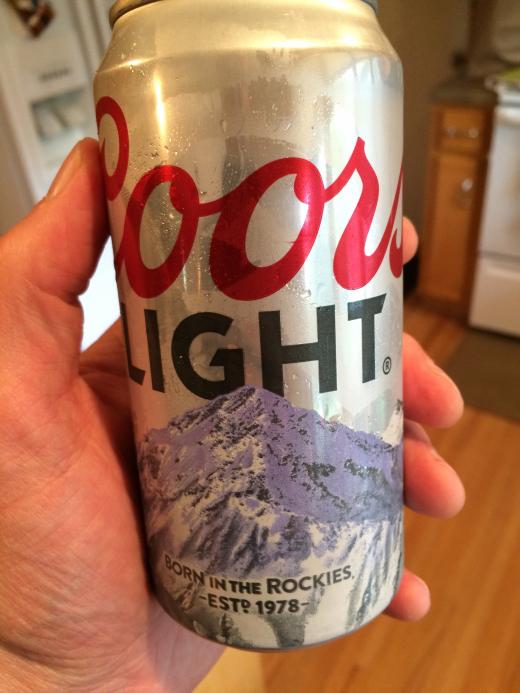 Coors
LIGHT®
BORN IN THE ROCKIES.
-ESTD 1978-